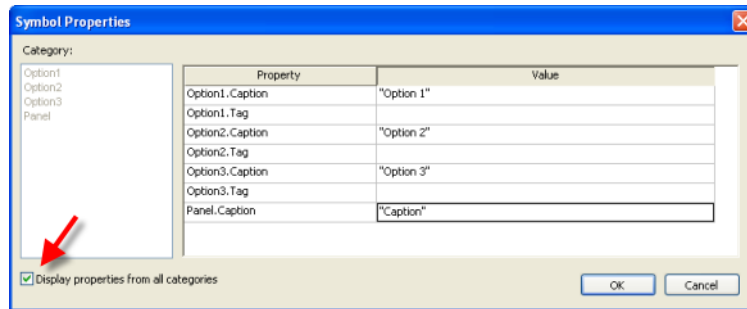 Symbol Properties
Category:
Option1
Option2
Option3
Panel
Property Value
Option1.Caption "Option 1"
Option1.Tag
Option2.Caption "Option 2"
Option2.Tag
Option3.Caption "Option 3"
Option3.Tag
Panel.Caption "Caption"
Display properties from all categories
OK Cancel